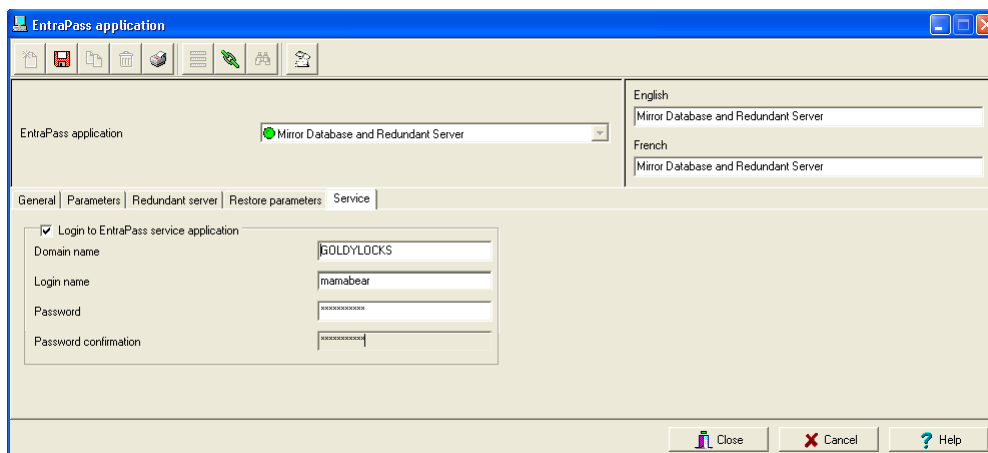 EntraPass application
English
Mirror Database and Redundant Server
EntraPass application
Mirror Database and Redundant Server
French
Mirror Database and Redundant Server
General Parameters Redundant server Restore parameters Service
Login to EntraPass service application
Domain name GOLDYLOCKS
Login name mamabear
Password ***********
Password confirmation ***********
Close Cancel Help